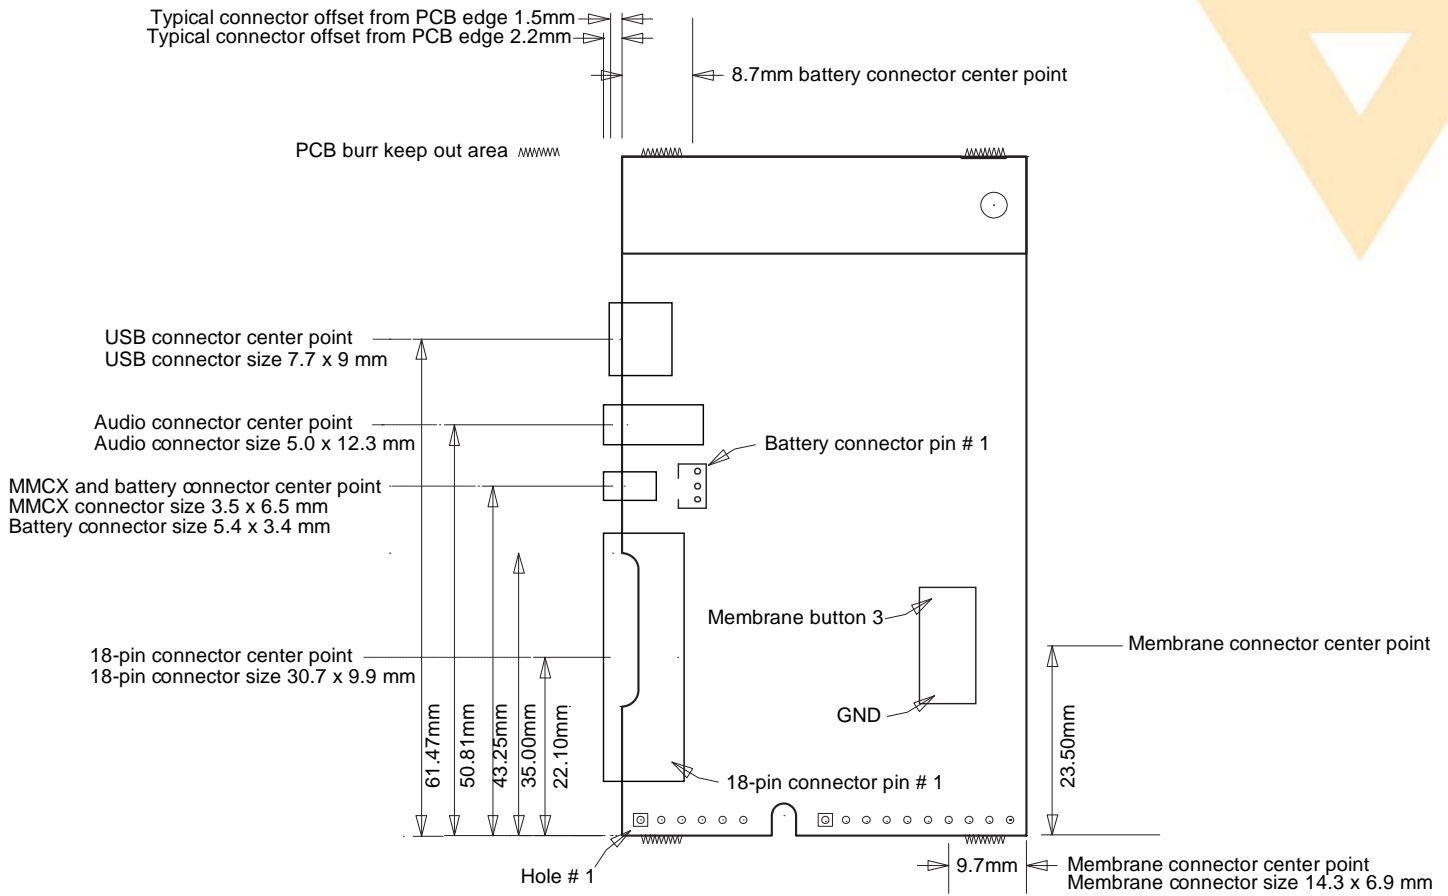 Typical connector offset from PCB edge 1.5mm
Typical connector offset from PCB edge 2.2mm
8.7mm battery connector center point
PCB burr keep out area
USB connector center point
USB connector size 7.7 x 9 mm
Audio connector center point
Audio connector size 5.0 x 12.3 mm
Battery connector pin # 1
MMCX and battery connector center point
MMCX connector size 3.5 x 6.5 mm
Battery connector size 5.4 x 3.4 mm
Membrane button 3
Membrane connector center point
18-pin connector center point
18-pin connector size 30.7 x 9.9 mm
GND
61.47mm
50.81mm
43.25mm
35.00mm
22.10mm
23.50mm
18-pin connector pin # 1
Hole # 1
9.7mm
Membrane connector center point
Membrane connector size 14.3 x 6.9 mm